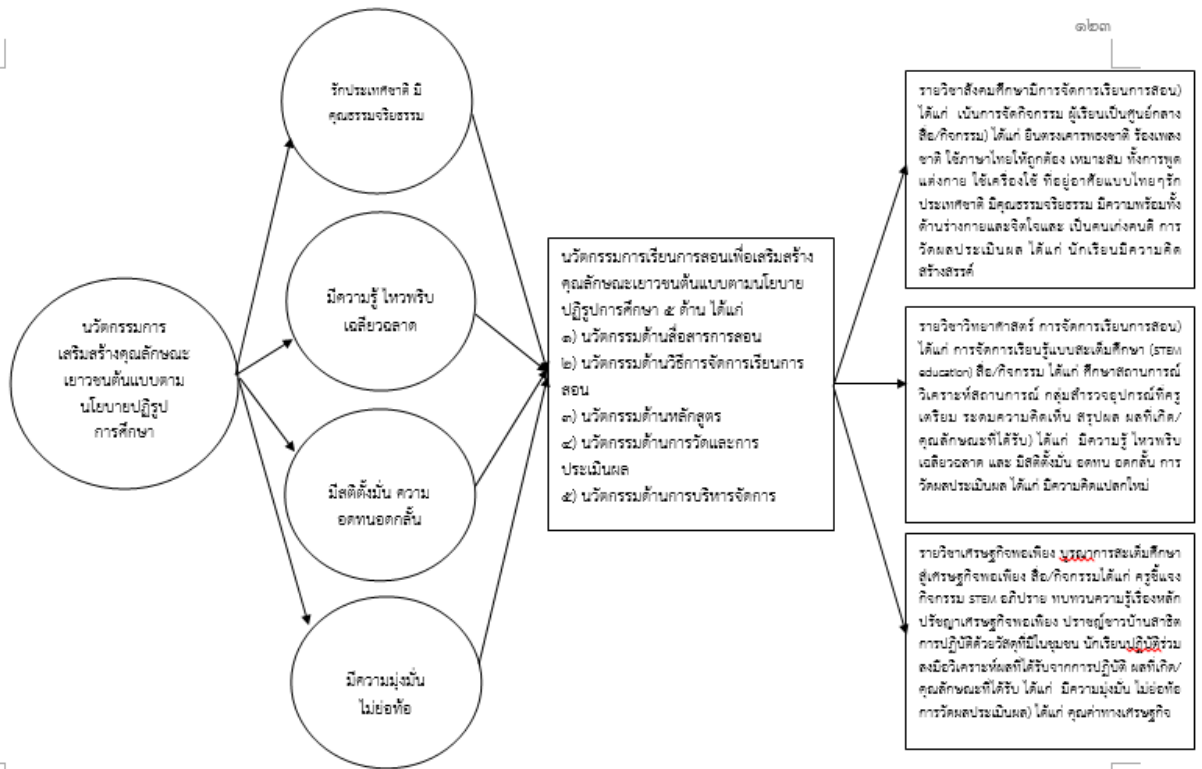 ๑๒๓
นวัตกรรมการ
เสริมสร้างคุณลักษณะ
เยาวชนต้นแบบตาม
นโยบายปฏิรูป
การศึกษา
รักประเทศชาติ มี
คุณธรรมจริยธรรม
มีความรู้ ไหวพริบ
เฉลียวฉลาด
มีสติตั้งมั่น ความ
อดทนอดกลั้น
มีความมุ่งมั่น
ไม่ย่อท้อ
นวัตกรรมการเรียนการสอนเพื่อเสริมสร้าง
คุณลักษณะเยาวชนต้นแบบตามนโยบาย
ปฏิรูปการศึกษา ๕ ด้าน ได้แก่
๑) นวัตกรรมด้านสื่อสารการสอน
๒) นวัตกรรมด้านวิธีการจัดการเรียนการ
สอน
๓) นวัตกรรมด้านหลักสูตร
๔) นวัตกรรมด้านการวัดและการ
ประเมินผล
๕) นวัตกรรมด้านการบริหารจัดการ
รายวิชาสังคมศึกษามีการจัดการเรียนการสอน)
ได้แก่ เน้นการจัดกิจกรรม ผู้เรียนเป็นศูนย์กลาง
สื่อ/กิจกรรม) ได้แก่ ยืนตรงเคารพธงชาติ ร้องเพลง
ชาติ ใช้ภาษาไทยให้ถูกต้อง เหมาะสม ทั้งการพูด
แต่งกาย ใช้เครื่องใช้ ที่อยู่อาศัยแบบไทยๆรัก
ประเทศชาติ มีคุณธรรมจริยธรรม มีความพร้อมทั้ง
ด้านร่างกายและจิตใจและ เป็นคนเก่งคนดี การ
วัดผลประเมินผล ได้แก่ นักเรียนมีความคิด
สร้างสรรค์
รายวิชาวิทยาศาสตร์ การจัดการเรียนการสอน)
ได้แก่ การจัดการเรียนรู้แบบสะเต็มศึกษา (STEM
education) สื่อ/กิจกรรม ได้แก่ ศึกษาสถานการณ์
วิเคราะห์สถานการณ์ กลุ่มสำรวจอุปกรณ์ที่ครู
เตรียม ระดมความคิดเห็น สรุปผล ผลที่เกิด/
คุณลักษณะที่ได้รับ) ได้แก่ มีความรู้ ไหวพริบ
เฉลียวฉลาด และ มีสติตั้งมั่น อดทน อดกลั้น การ
วัดผลประเมินผล ได้แก่ มีความคิดแปลกใหม่
รายวิชาเศรษฐกิจพอเพียง บูรณาการสะเต็มศึกษา
สู่เศรษฐกิจพอเพียง สื่อ/กิจกรรมได้แก่ ครูชี้แจง
กิจกรรม STEM อภิปราย ทบทวนความรู้เรื่องหลัก
ปรัชญาเศรษฐกิจพอเพียง ปราชญ์ชาวบ้านสาธิต
การปฏิบัติด้วยวัสดุที่มีในชุมชน นักเรียนปฏิบัติร่วม
ลงมือวิเคราะห์ผลที่ได้รับจากการปฏิบัติ ผลที่เกิด/
คุณลักษณะที่ได้รับ ได้แก่ มีความมุ่งมั่น ไม่ย่อท้อ
การวัดผลประเมินผล) ได้แก่ คุณค่าทางเศรษฐกิจ